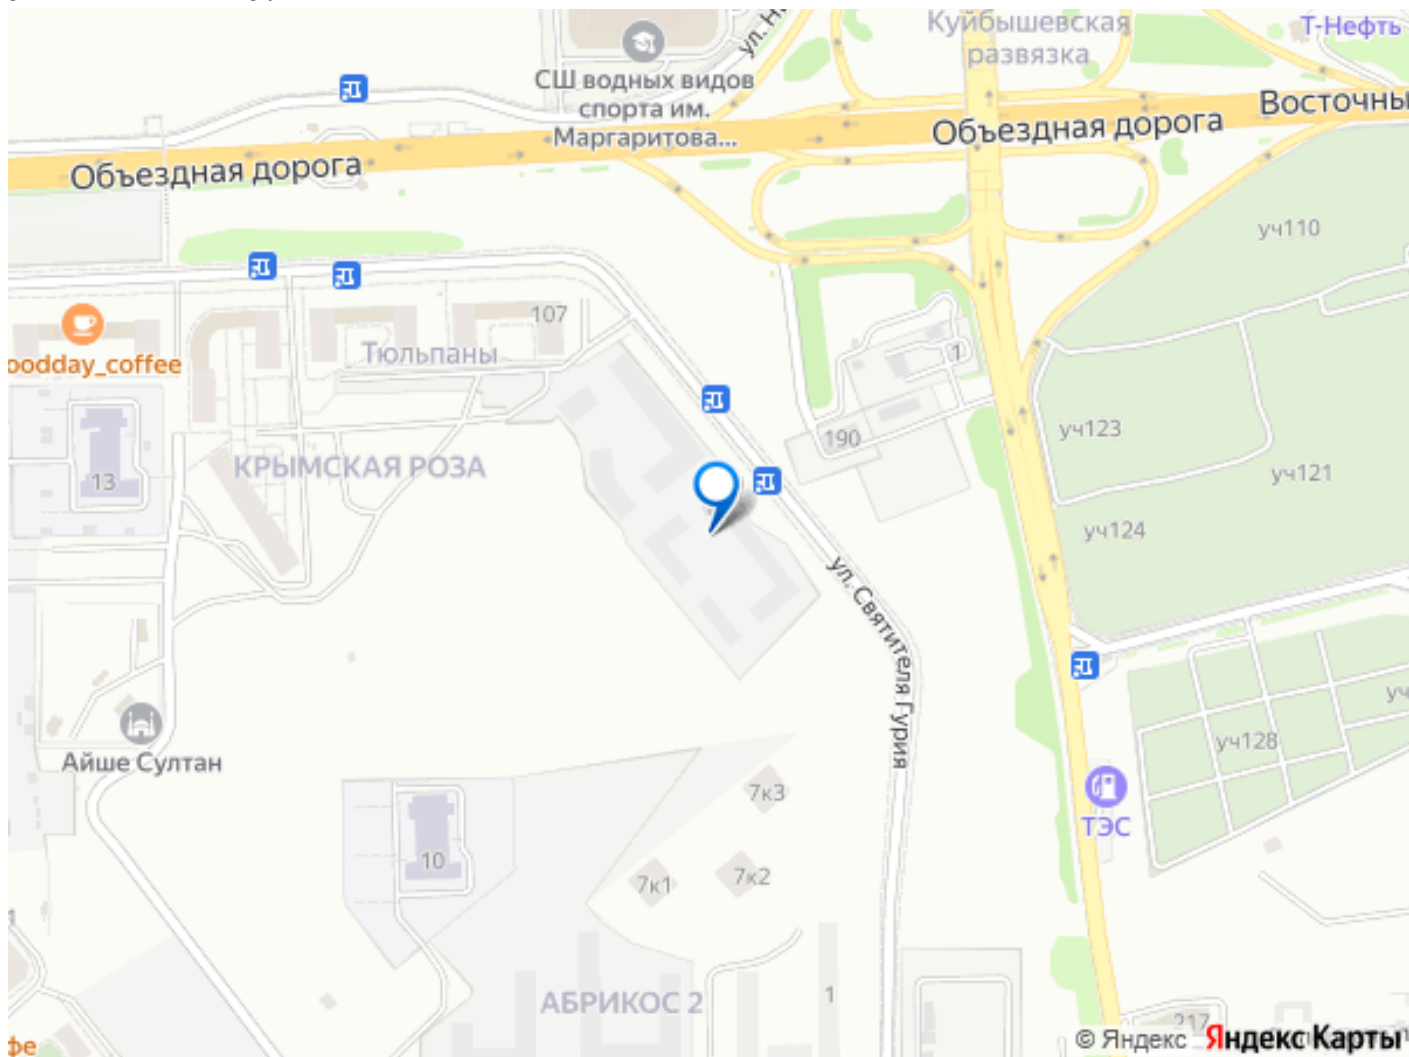 Куйбышевская
развязка
Т-Нефть
СШ водных видов
спорта им.
Маргаритова...
Объездная дорога
Восточны
Объездная дорога
уч110
107
Тюльпаны
oodday_coffee
1
уч123
190
КРЫМСКАЯ РОЗА
13
уч121
уч124
ул. Святителя Гурия
Айше Султан
уч128
7к3
ТЭС
10
7к1
7к2
АБРИКОС 2
1
217
фе
© Яндекс
Яндекс Карты